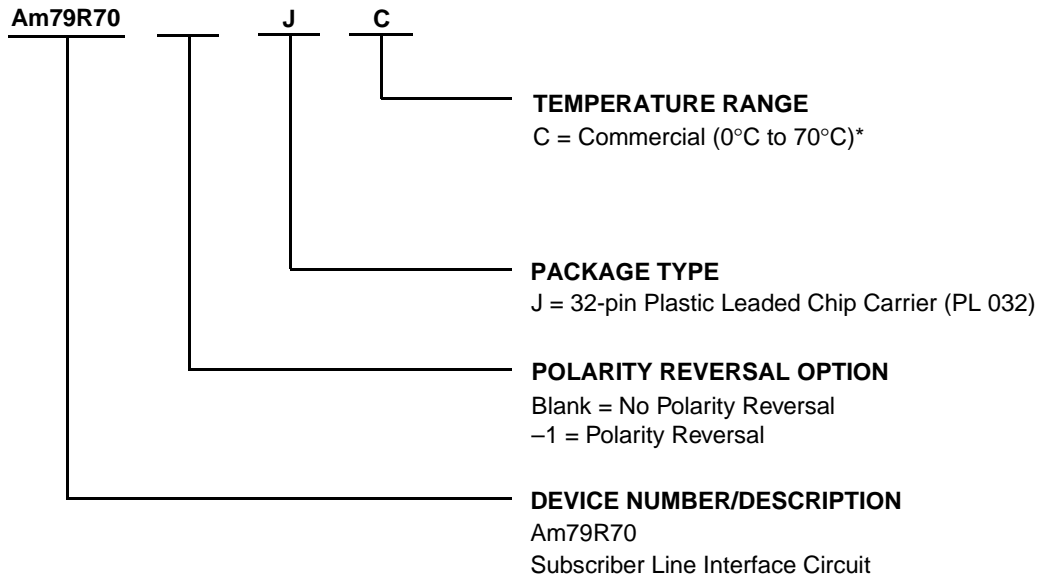 Am79R70 J C
TEMPERATURE RANGE
C = Commercial (0°C to 70°C)*
PACKAGE TYPE
J = 32-pin Plastic Leaded Chip Carrier (PL 032)
POLARITY REVERSAL OPTION
Blank = No Polarity Reversal
–1 = Polarity Reversal
DEVICE NUMBER/DESCRIPTION
Am79R70
Subscriber Line Interface Circuit